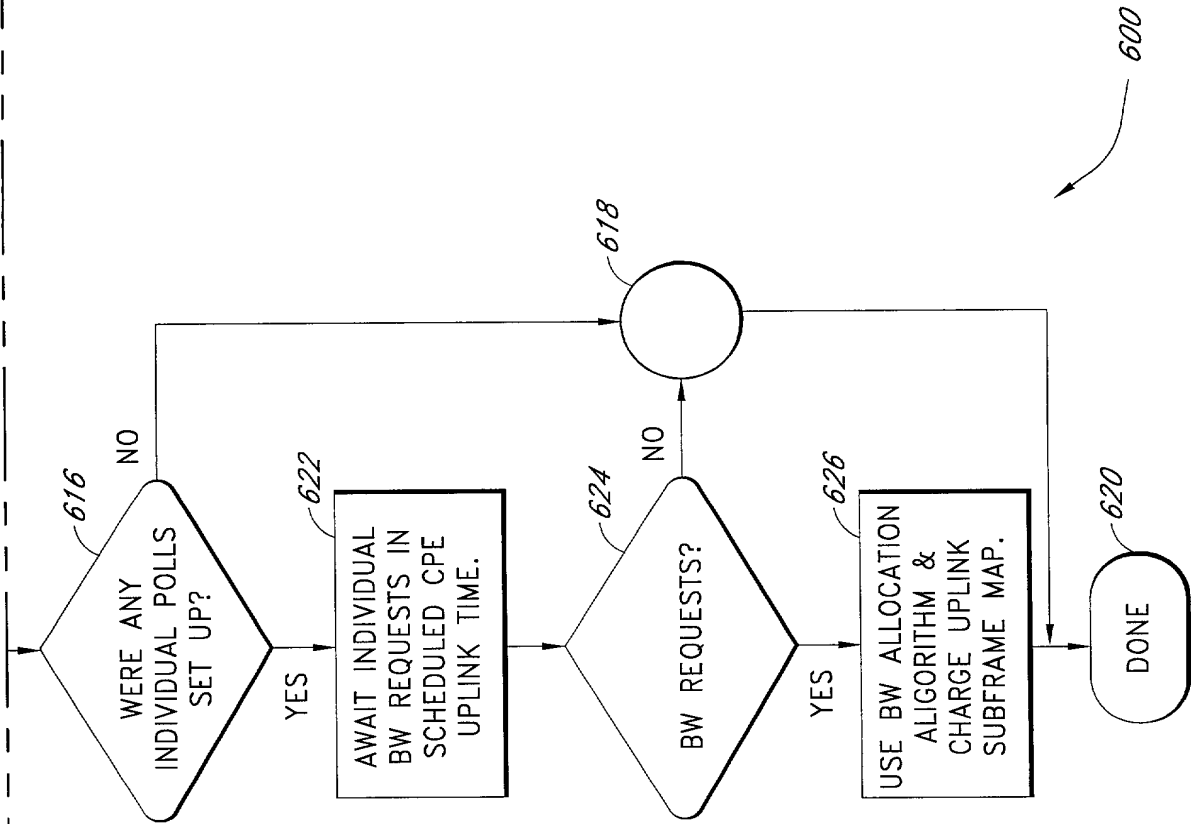 616
WERE ANY
INDIVIDUAL POLLS
SET UP?
NO
YES
622
AWAIT INDIVIDUAL
BW REQUESTS IN
SCHEDULED CPE
UPLINK TIME.
618
624
BW REQUESTS?
NO
YES
626
USE BW ALLOCATION
ALIGORITHM &
CHARGE UPLINK
SUBFRAME MAP.
620
DONE
600